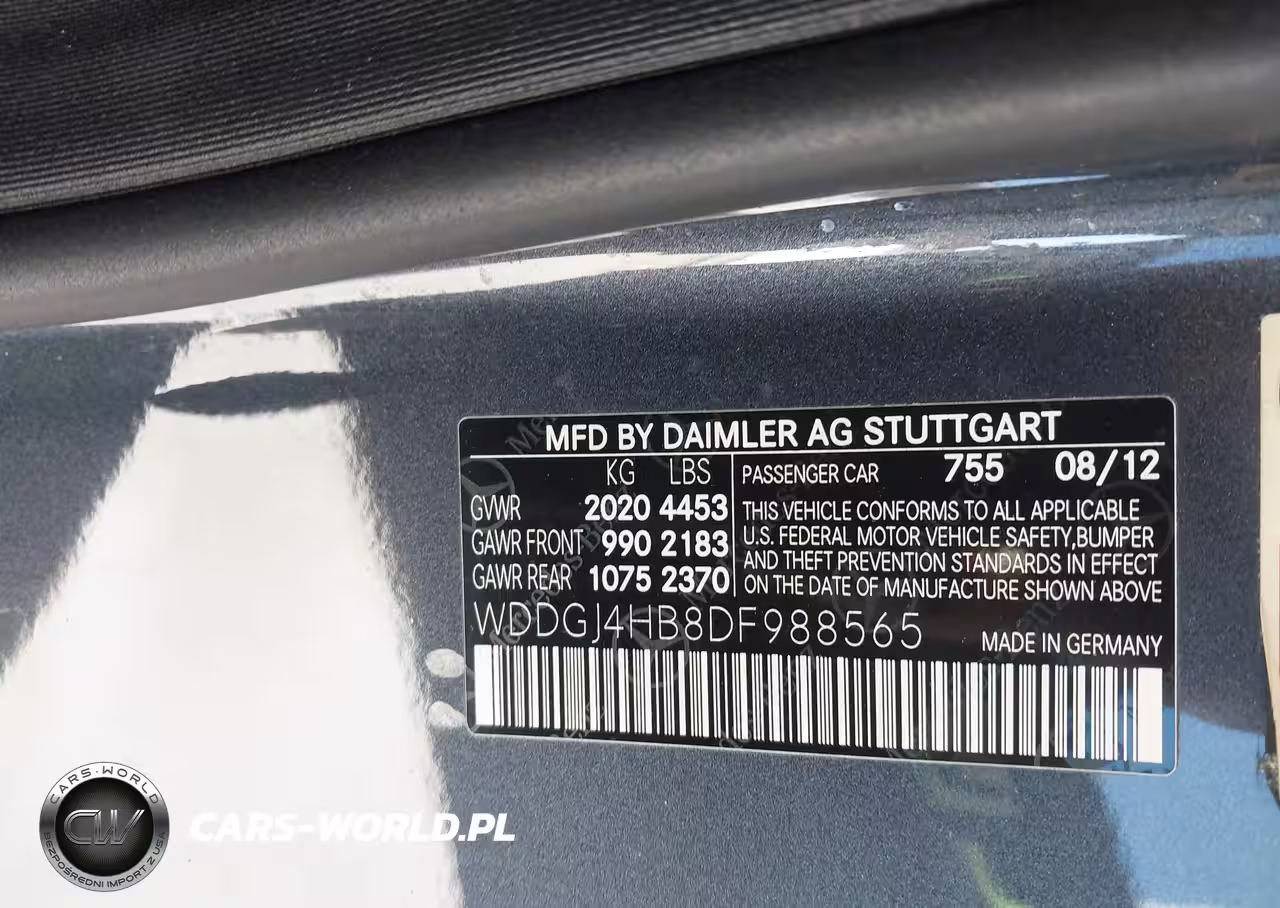 MFD BY DAIMLER AG STUTTGART
KG LBS
GVWR 2020 4453
GAWR FRONT 990 2183
GAWR REAR 1075 2370
PASSENGER CAR 755 08/12
THIS VEHICLE CONFORMS TO ALL APPLICABLE
U.S. FEDERAL MOTOR VEHICLE SAFETY,BUMPER
AND THEFT PREVENTION STANDARDS IN EFFECT
ON THE DATE OF MANUFACTURE SHOWN ABOVE
WDDGJ4HB8DF988565
MADE IN GERMANY
CARS-WORLD
CW
BEZPOŚREDNI IMPORT Z USA
CARS-WORLD.PL